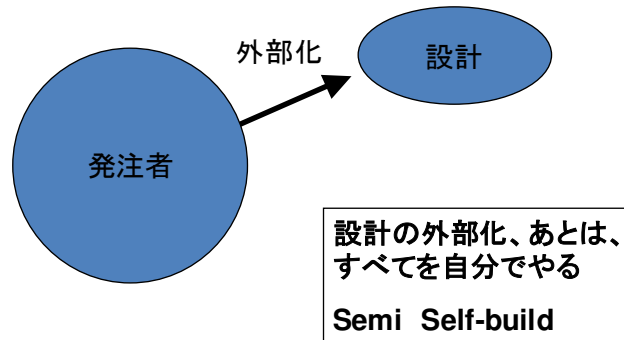 外部化
設計
発注者
設計の外部化、あとは、
すべてを自分でやる
Semi Self-build